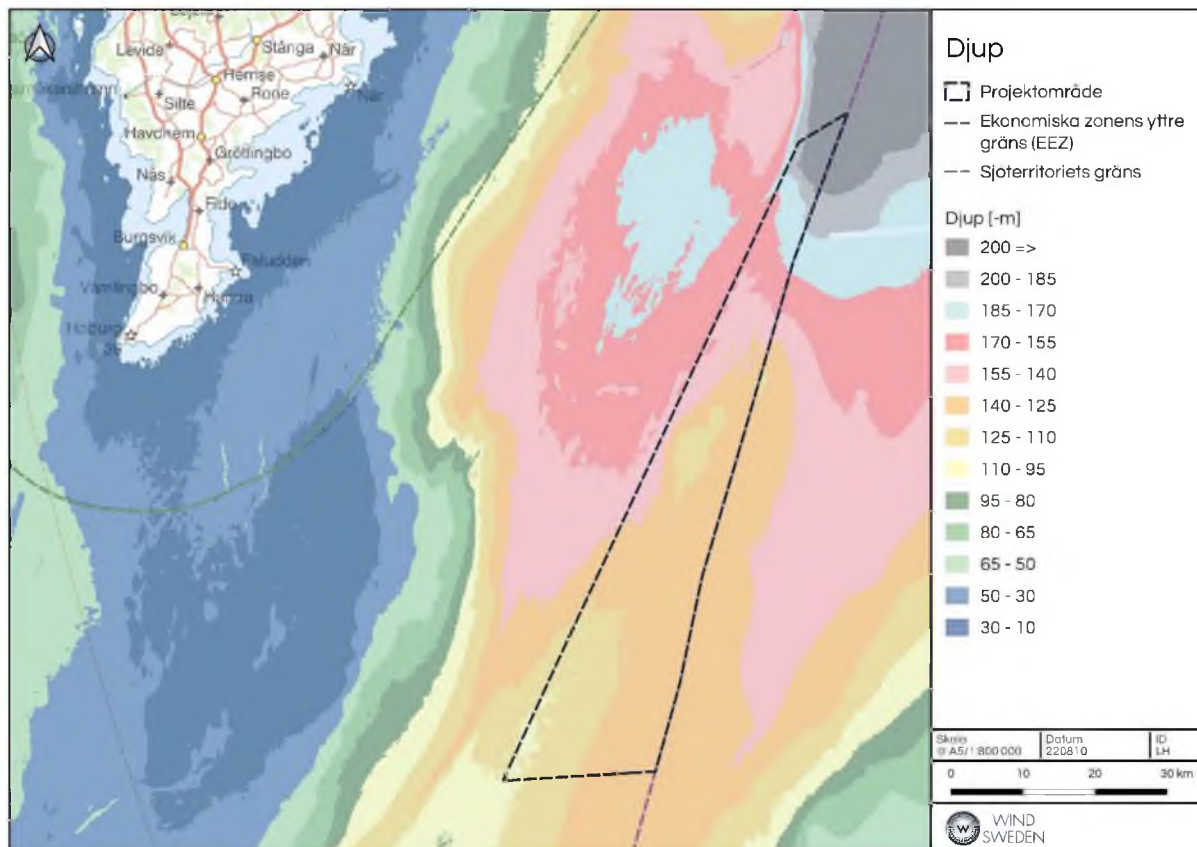 Levide
Stånga
När
Hemse
När
Silte
Rone
Havdhem
Grötlingbo
Näs
Fide
Burgsvik
Faludden
Vamlingbo
Hamra
Djup
Projektområde
Ekonomiska zonens yttre
gräns (EEZ)
Sjöterritoriets gräns
Djup [-m]
200 =>
200 - 185
185 - 170
170 - 155
155 - 140
140 - 125
125 - 110
110 - 95
95 - 80
80 - 65
65 - 50
50 - 30
30 - 10
Skala
@ A5/1:800 000
Datum
220810
ID
LH
0 10 20 30 km
W
WIND
SWEDEN